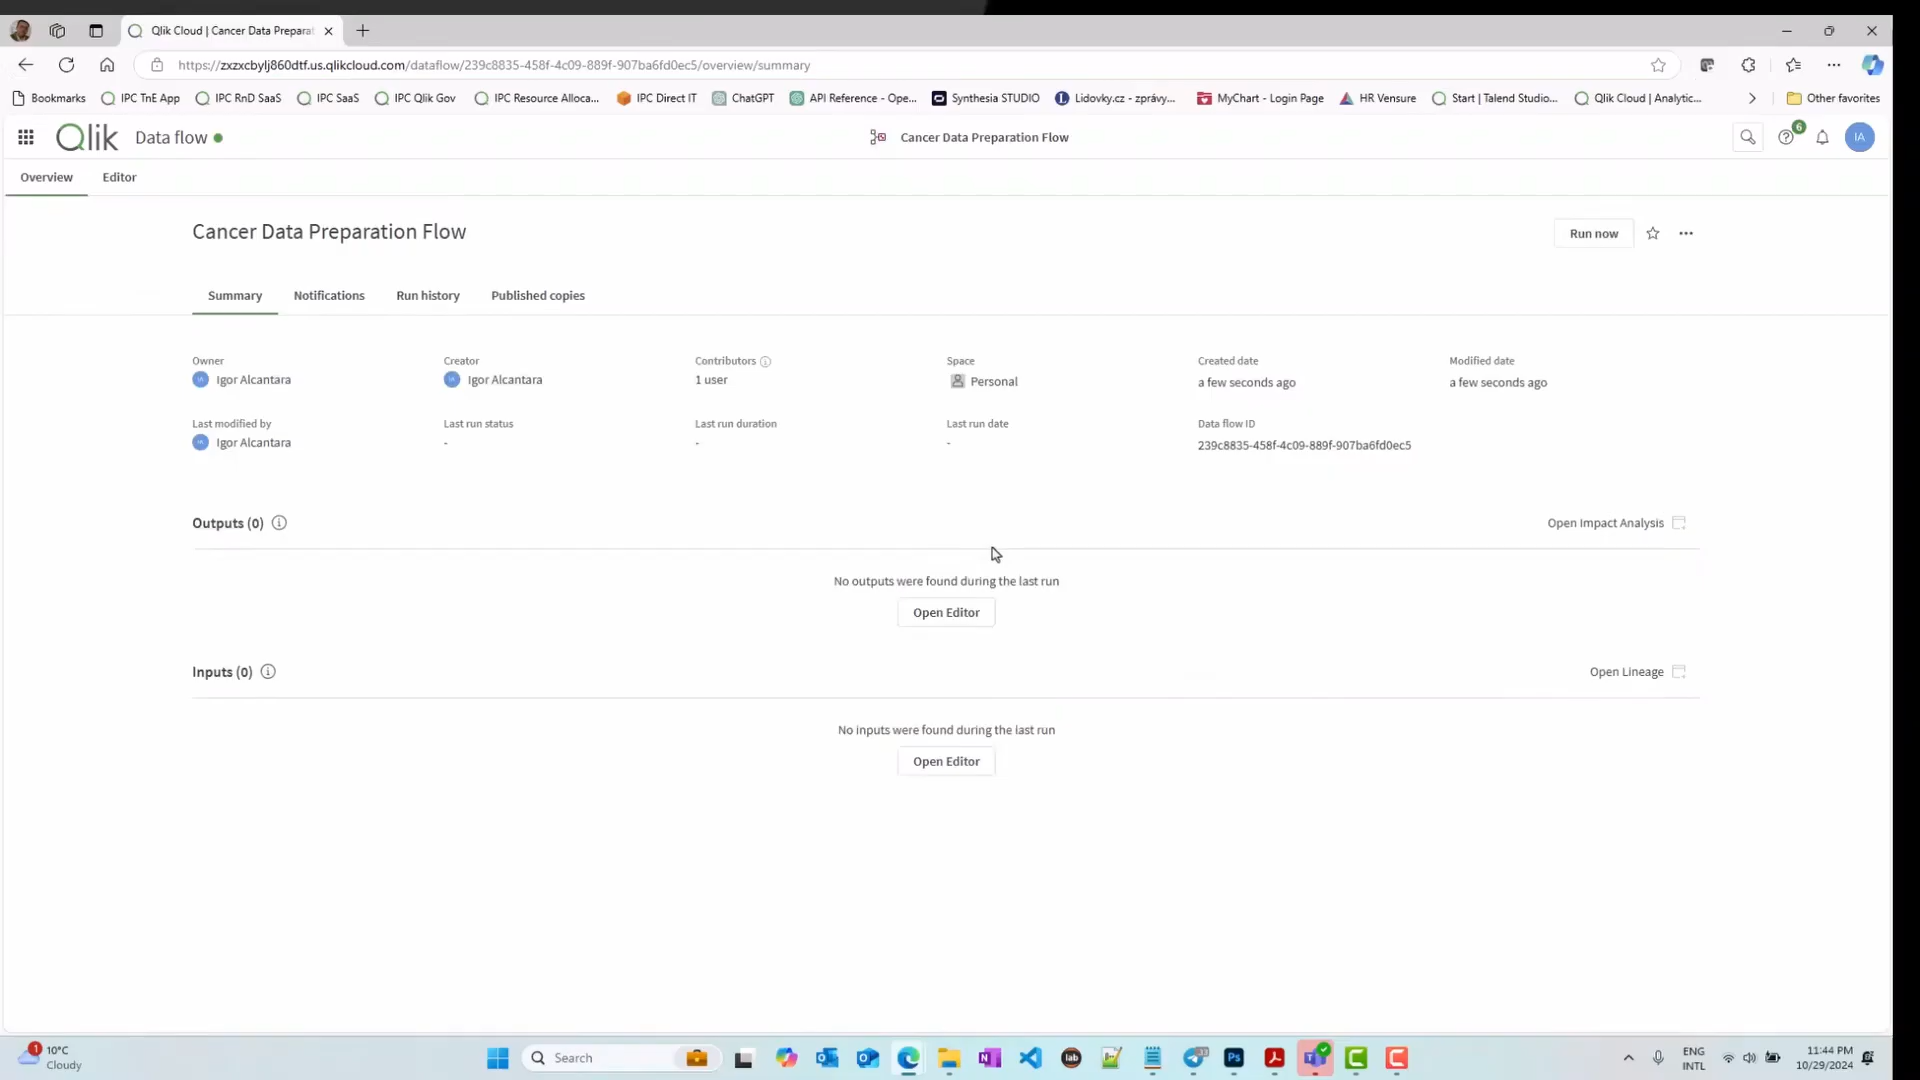 Qlik Cloud | Cancer Data Preparat
https://zxzxcbylj860dtf.us.qlikcloud.com/dataflow/239c8835-458f-4c09-889f-907ba6fd0ec5/overview/summary
Bookmarks IPC TnE App IPC RnD SaaS IPC SaaS IPC Qlik Gov IPC Resource Alloca... IPC Direct IT ChatGPT API Reference - Ope... Synthesia STUDIO Lidovky.cz - zprávy... MyChart - Login Page HR Vensure Start | Talend Studio... Qlik Cloud | Analytic... Other favorites
Qlik Data flow Cancer Data Preparation Flow 6 IA
Overview Editor
Cancer Data Preparation Flow Run now
Summary Notifications Run history Published copies
Owner Creator Contributors Space Created date Modified date
Igor Alcantara Igor Alcantara 1 user Personal a few seconds ago a few seconds ago
Last modified by Last run status Last run duration Last run date Data flow ID
Igor Alcantara - - - 239c8835-458f-4c09-889f-907ba6fd0ec5
Outputs (0) Open Impact Analysis
No outputs were found during the last run
Open Editor
Inputs (0) Open Lineage
No inputs were found during the last run
Open Editor
1 10°C Search lab Ps ENG 11:44 PM
Cloudy INTL 10/29/2024